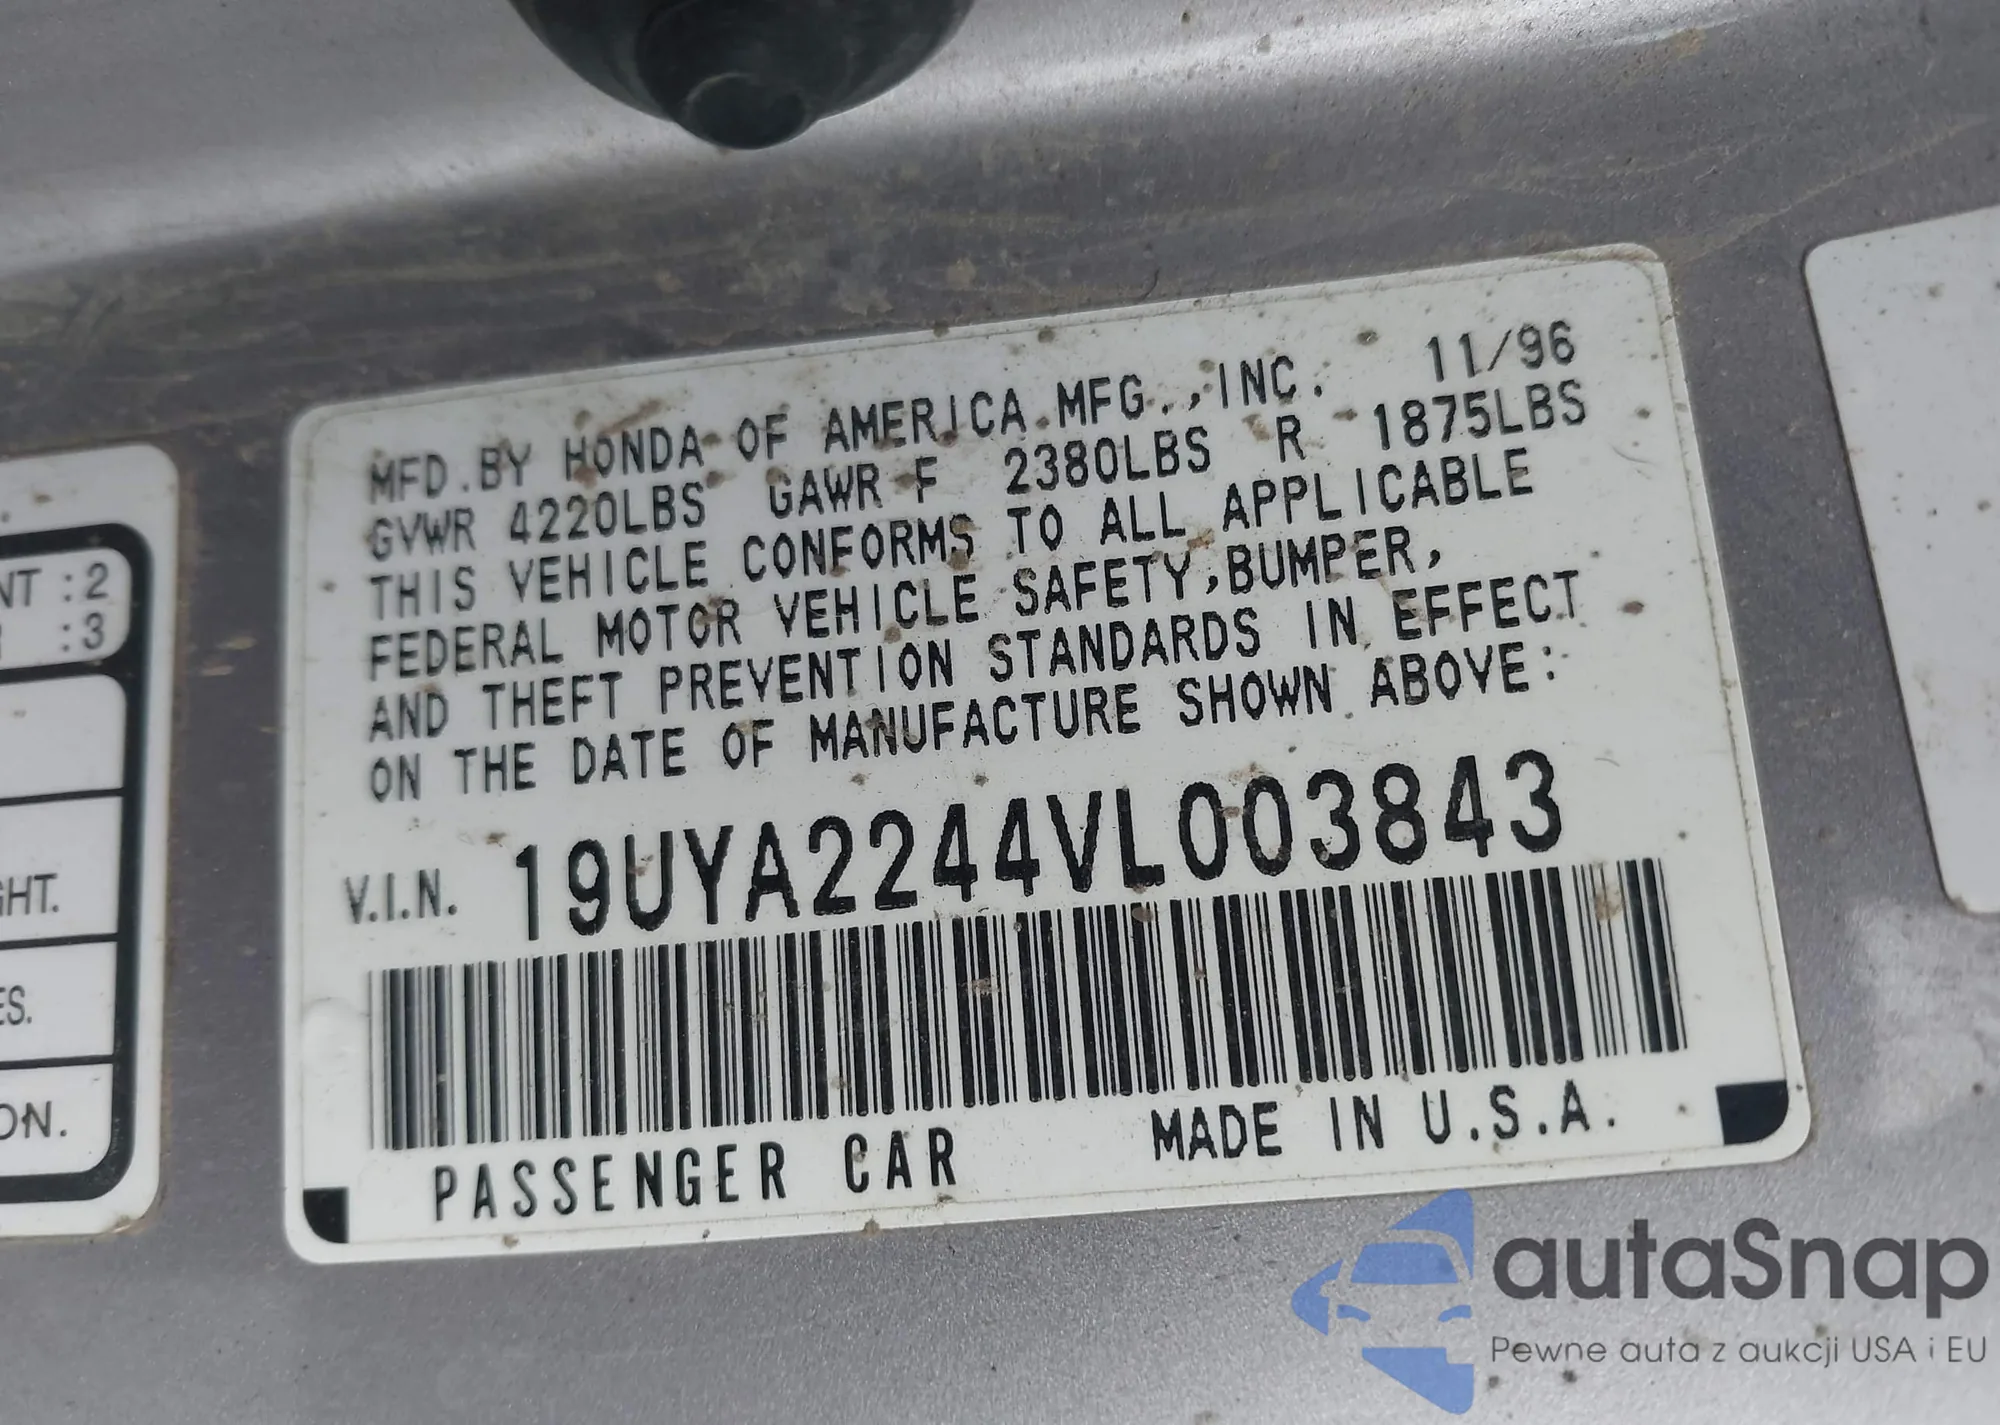 MFD.BY HONDA OF AMERICA MFG.,INC. 11/96
GVWR 4220LBS GAWR F 2380LBS R 1875LBS
THIS VEHICLE CONFORMS TO ALL APPLICABLE
FEDERAL MOTOR VEHICLE SAFETY,BUMPER,
AND THEFT PREVENTION STANDARDS IN EFFECT
ON THE DATE OF MANUFACTURE SHOWN ABOVE:
V.I.N. 19UYA2244VL003843
PASSENGER CAR MADE IN U.S.A.
NT :2
:3
GHT.
ES.
ON.
autaSnap
Pewne auta z aukcji USA i EU